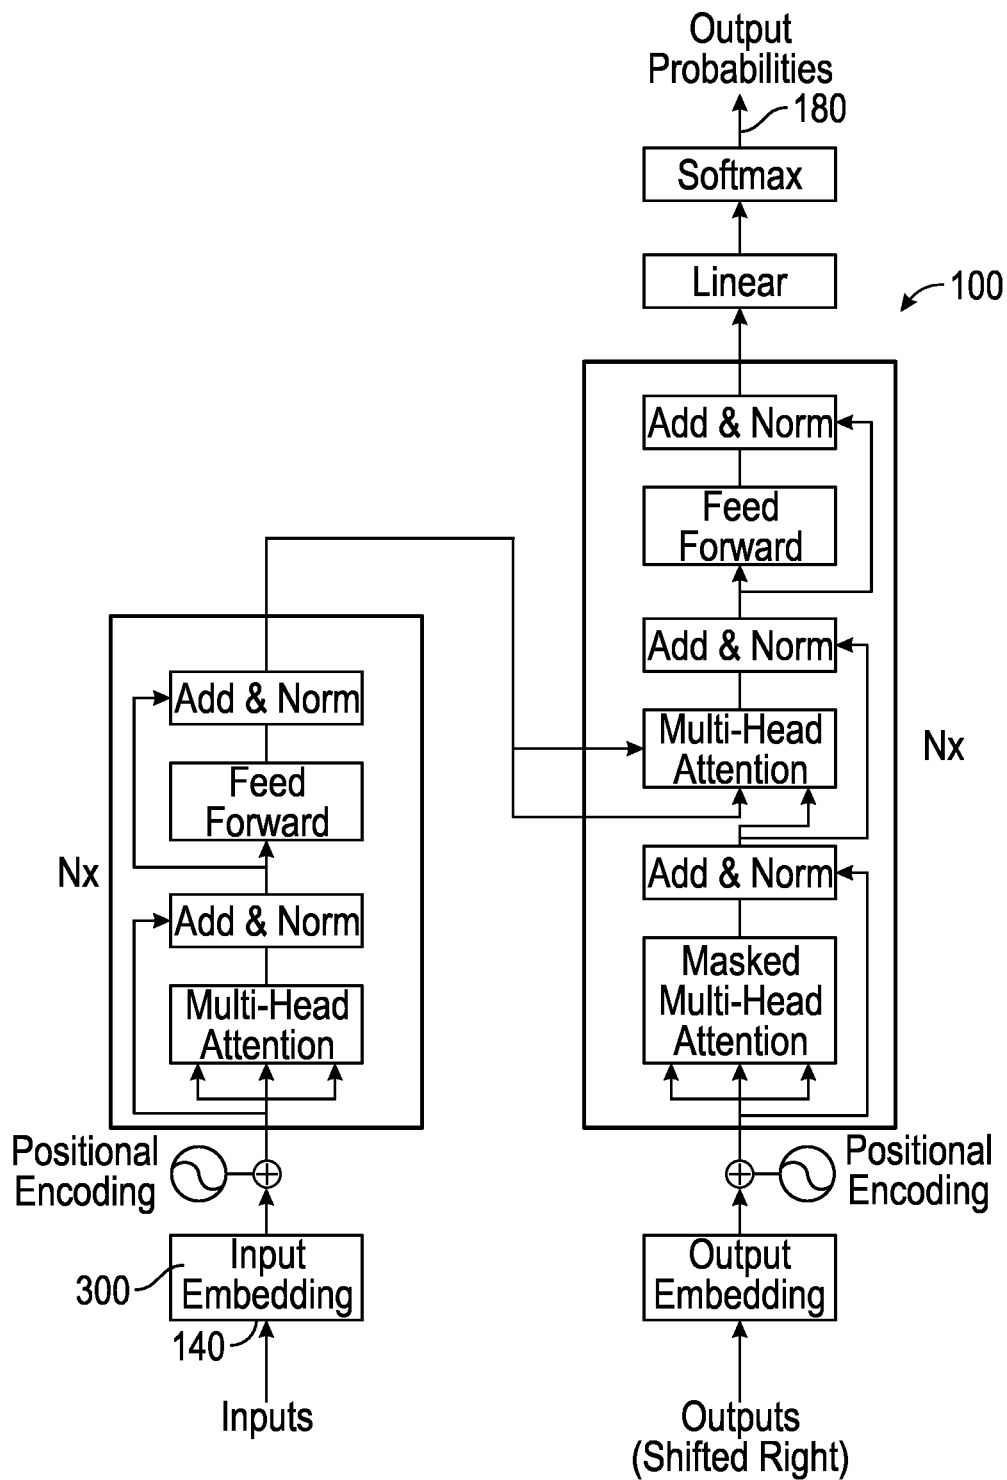 Output
Probabilities
180
Softmax
Linear
100
Add & Norm
Feed
Forward
Add & Norm
Multi-Head
Attention
Nx
Add & Norm
Masked
Multi-Head
Attention
Positional
Encoding
Output
Embedding
Outputs
(Shifted Right)
Add & Norm
Feed
Forward
Nx
Add & Norm
Multi-Head
Attention
Positional
Encoding
Input
Embedding
300
140
Inputs